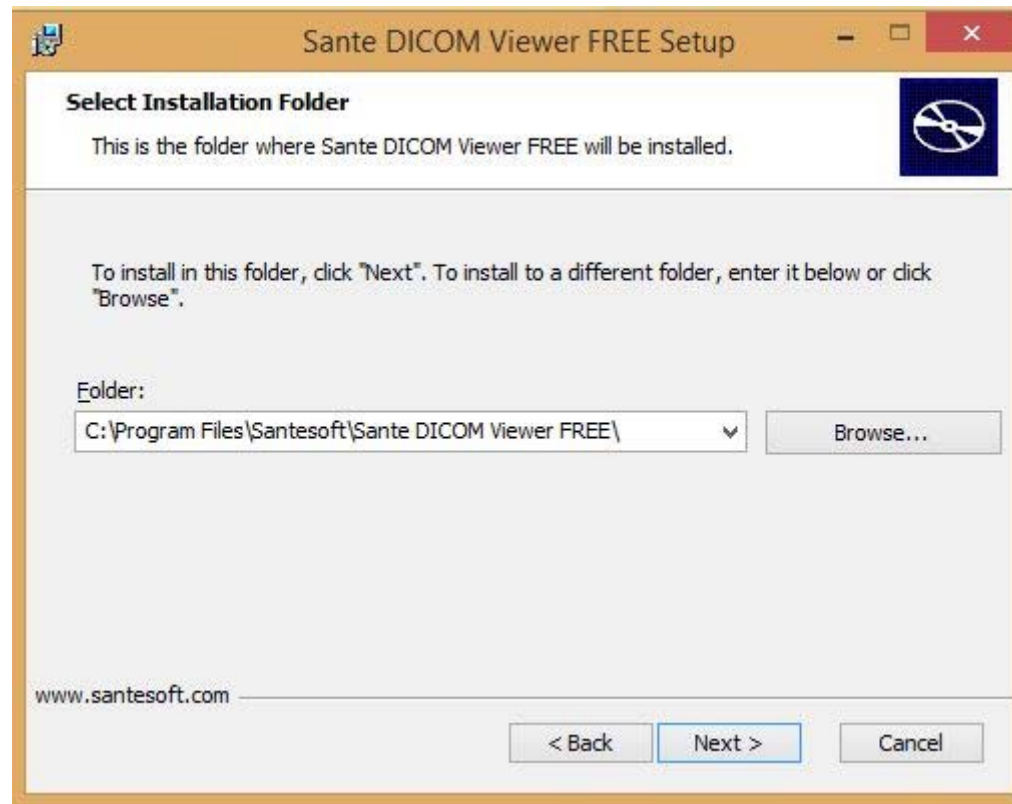 Sante DICOM Viewer FREE Setup
Select Installation Folder
This is the folder where Sante DICOM Viewer FREE will be installed.
To install in this folder, click "Next". To install to a different folder, enter it below or click
"Browse".
Folder:
C:\Program Files\Santesoft\Sante DICOM Viewer FREE\
Browse...
www.santesoft.com
< Back
Next >
Cancel